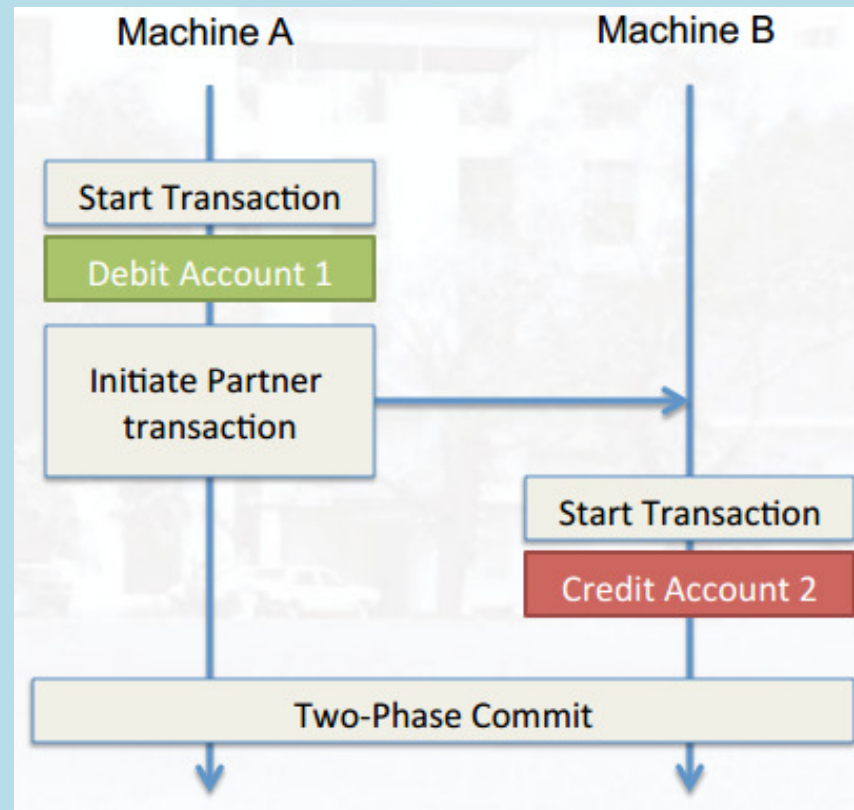 Machine A
Machine B
Start Transaction
Debit Account 1
Initiate Partner
transaction
Start Transaction
Credit Account 2
Two-Phase Commit